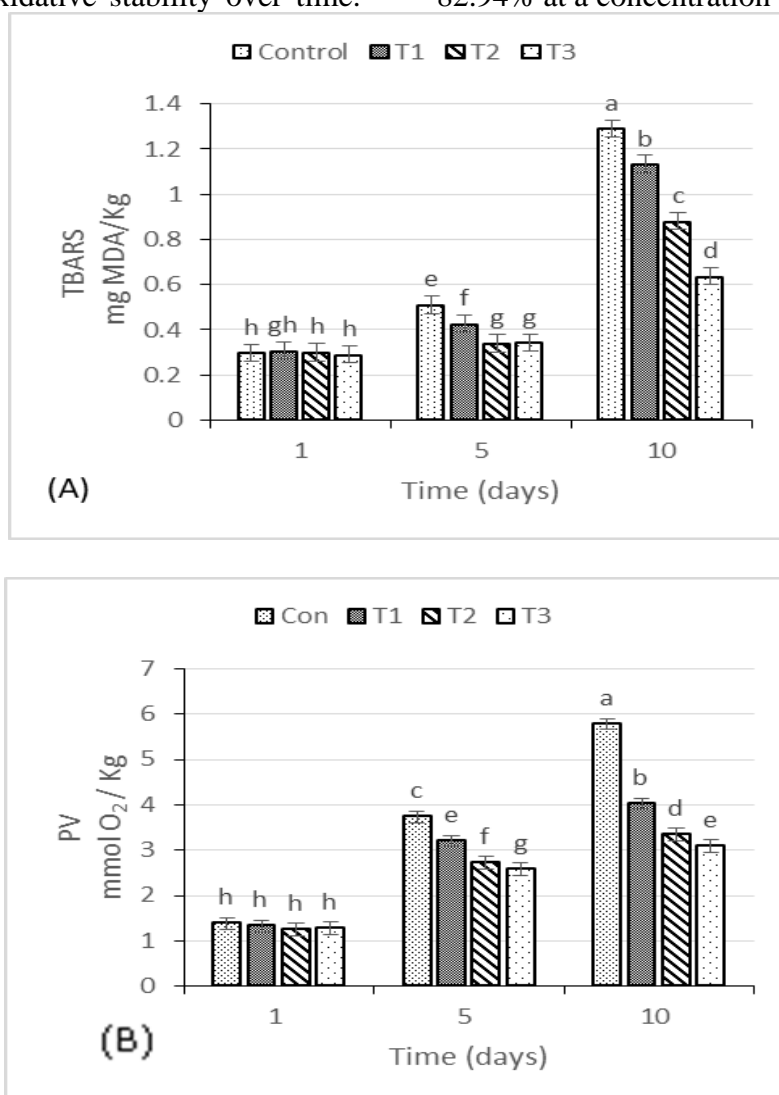 xidative stability over time.
82.94% at a concentration
Control T1 T2 T3
1.4
1.2
1
0.8
0.6
0.4
0.2
0
TBARS
mg MDA/Kg
h gh h h
e f g g
a b c d
1 5 10
(A)
Time (days)
Con T1 T2 T3
7
6
5
4
3
2
1
0
PV
mmol O₂ / Kg
h h h h
c e f g
a b d e
1 5 10
(B)
Time (days)